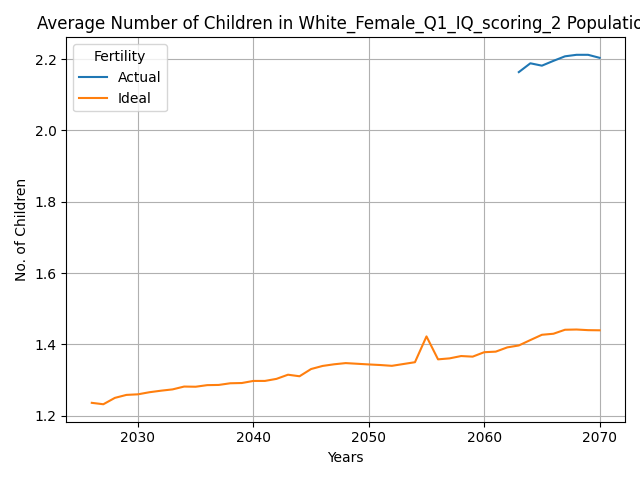 Average Number of Children in White_Female_Q1_IQ_scoring_2 Populatio
Fertility
Actual
Ideal
2.2
2.0
1.8
1.6
1.4
1.2
No. of Children
2030 2040 2050 2060 2070
Years